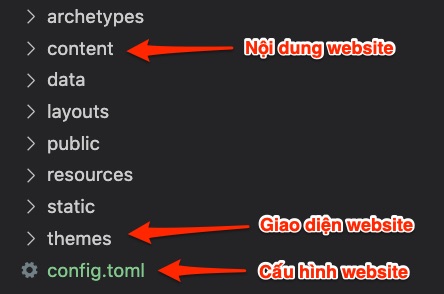 archetypes
content
Nội dung website
data
layouts
public
resources
static
Giao diện website
themes
config.toml
Cấu hình website